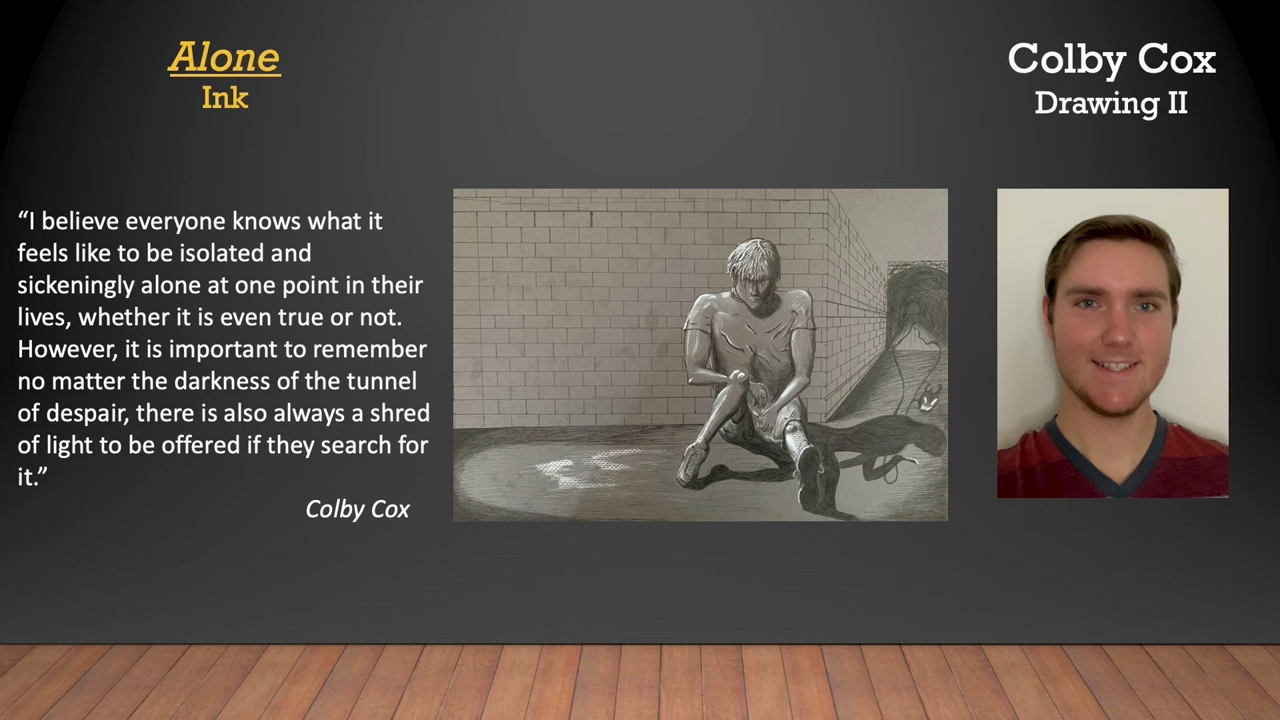 Alone
Ink
Colby Cox
Drawing II
“I believe everyone knows what it
feels like to be isolated and
sickeningly alone at one point in their
lives, whether it is even true or not.
However, it is important to remember
no matter the darkness of the tunnel
of despair, there is also always a shred
of light to be offered if they search for
it.”
Colby Cox